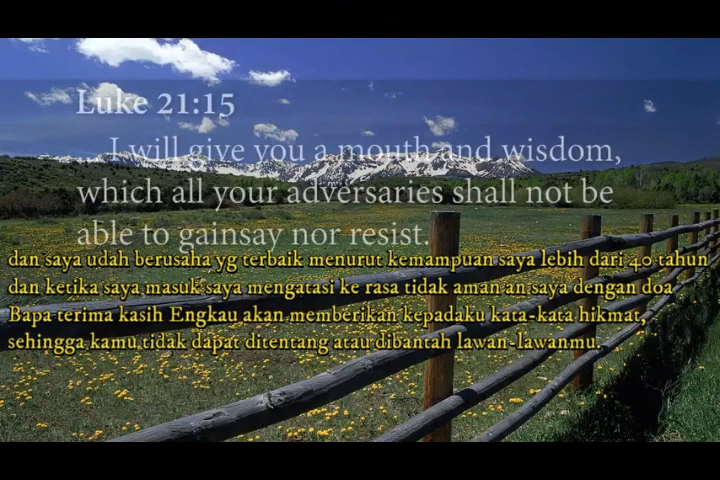 Luke 21:15
I will give you a mouth and wisdom,
which all your adversaries shall not be
able to gainsay nor resist.
dan saya udah berusaha yg terbaik menurut kemampuan saya lebih dari 40 tahun
dan ketika saya masuk saya mengatasi ke rasa tidak aman an saya dengan doa
Bapa terima kasih Engkau akan memberikan kepadaku kata-kata hikmat,
sehingga kamu tidak dapat ditentang atau dibantah lawan-lawanmu.